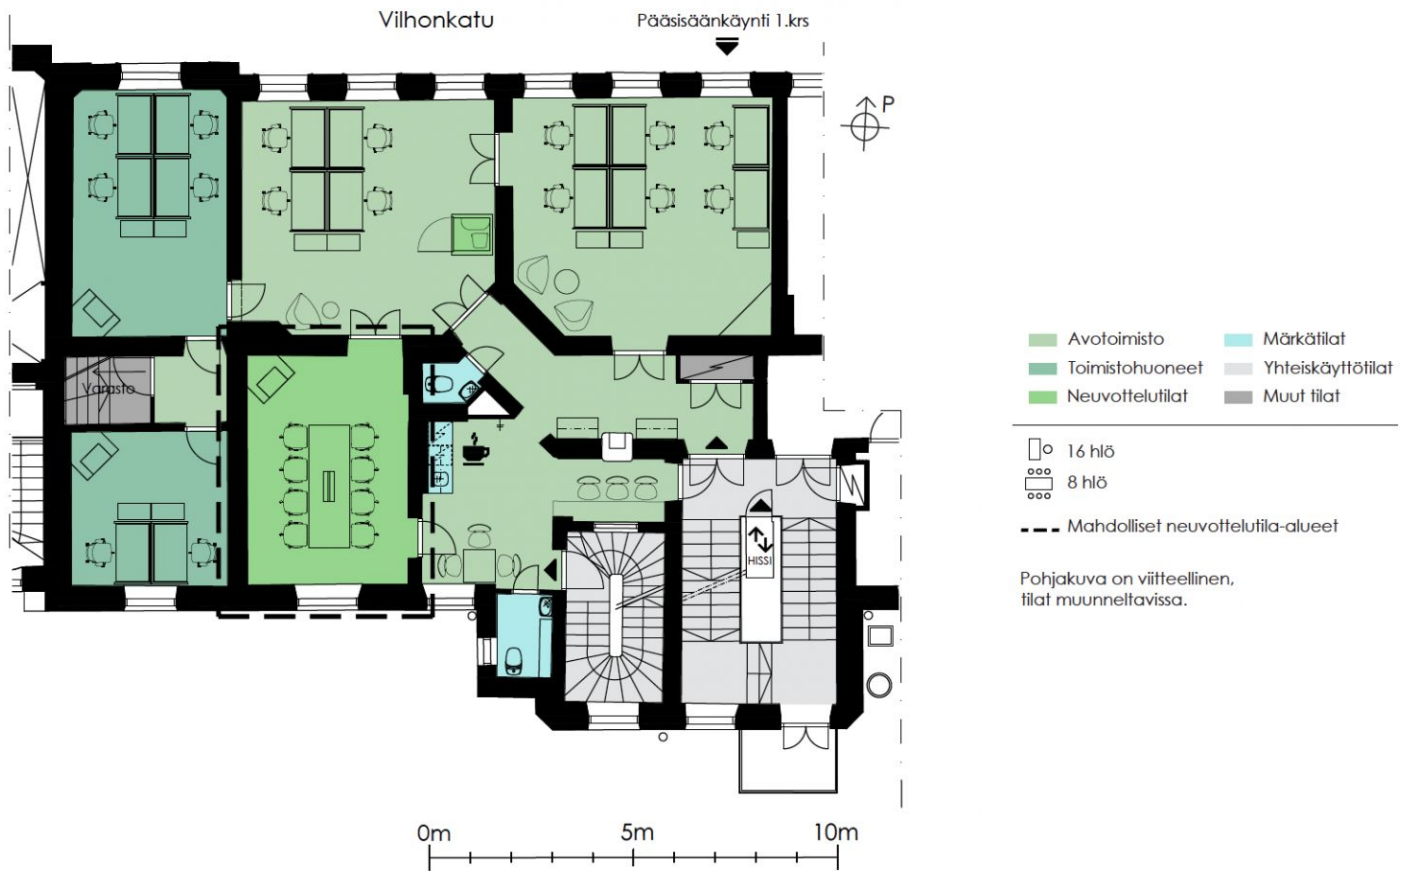 Vilhonkatu
Pääsisäänkäynti 1.krs
P
Varasto
HISSI
Avotoimisto
Toimistohuoneet
Neuvottelutilat
Märkätilat
Yhteiskäyttötilat
Muut tilat
16 hlö
8 hlö
Mahdolliset neuvottelutila-alueet
Pohjakuva on viitteellinen,
tilat muunneltavissa.
0m 5m 10m